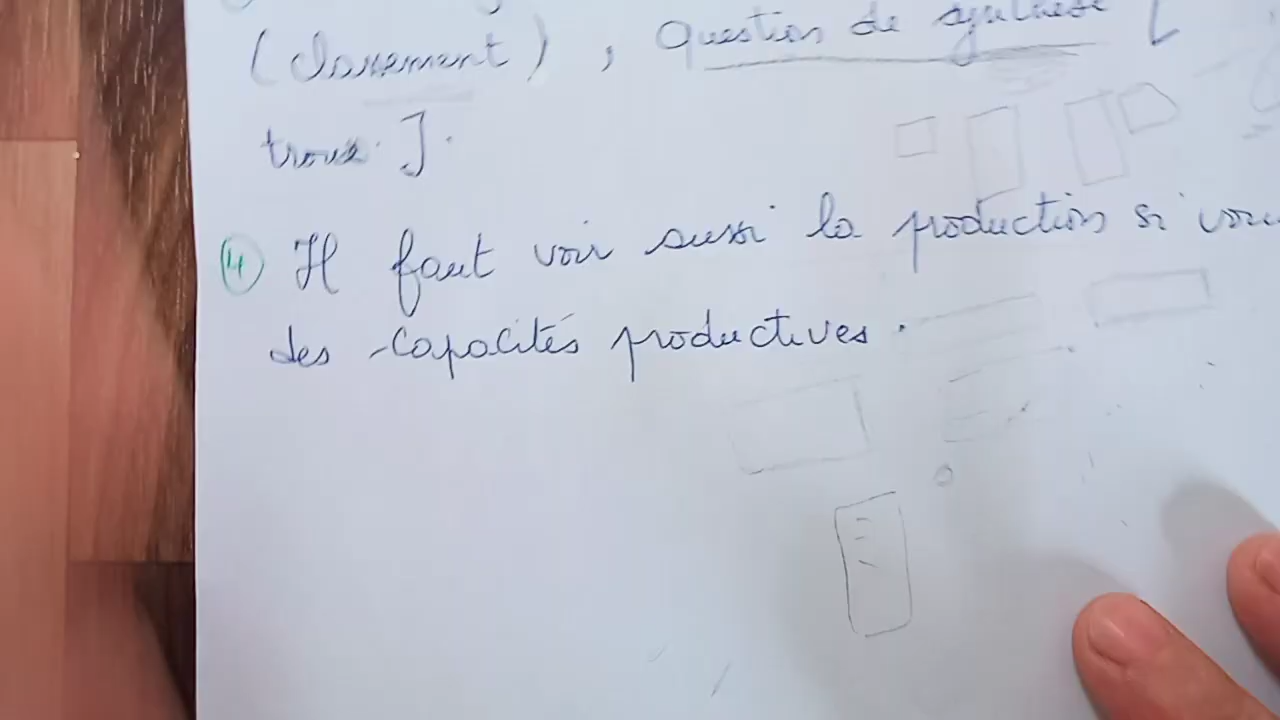 (classement), Question de synthèse [
trous].
④ Il faut voir aussi la production si vous
des capacités productives.